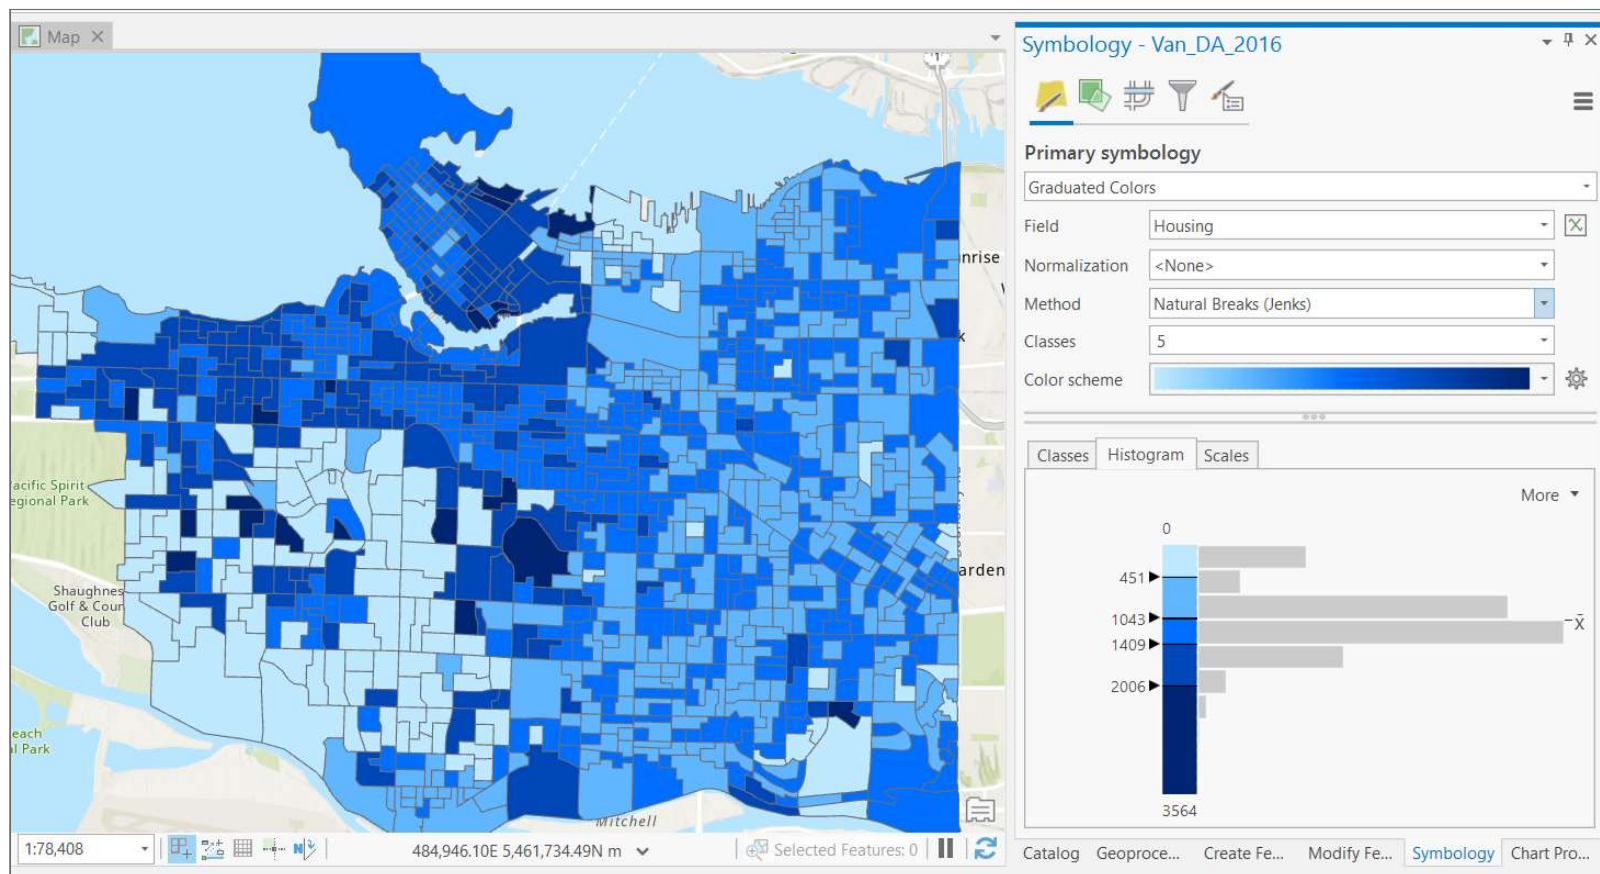 Map
Symbology - Van_DA_2016
1
Primary symbology
Graduated Colors
Field
Housing
Normalization
<None>
Method
Natural Breaks (Jenks)
Classes
5
Color scheme
Classes
Histogram
Scales
More
0
451
1043
1409
2006
3564
x̄
nrise
k
arden
acific Spirit
egional Park
Shaughnes
Golf & Coun
Club
each
l Park
Mitchell
1:78,408
484,946.10E 5,461,734.49N m
Selected Features: 0
Catalog
Geoproce...
Create Fe...
Modify Fe...
Symbology
Chart Pro...